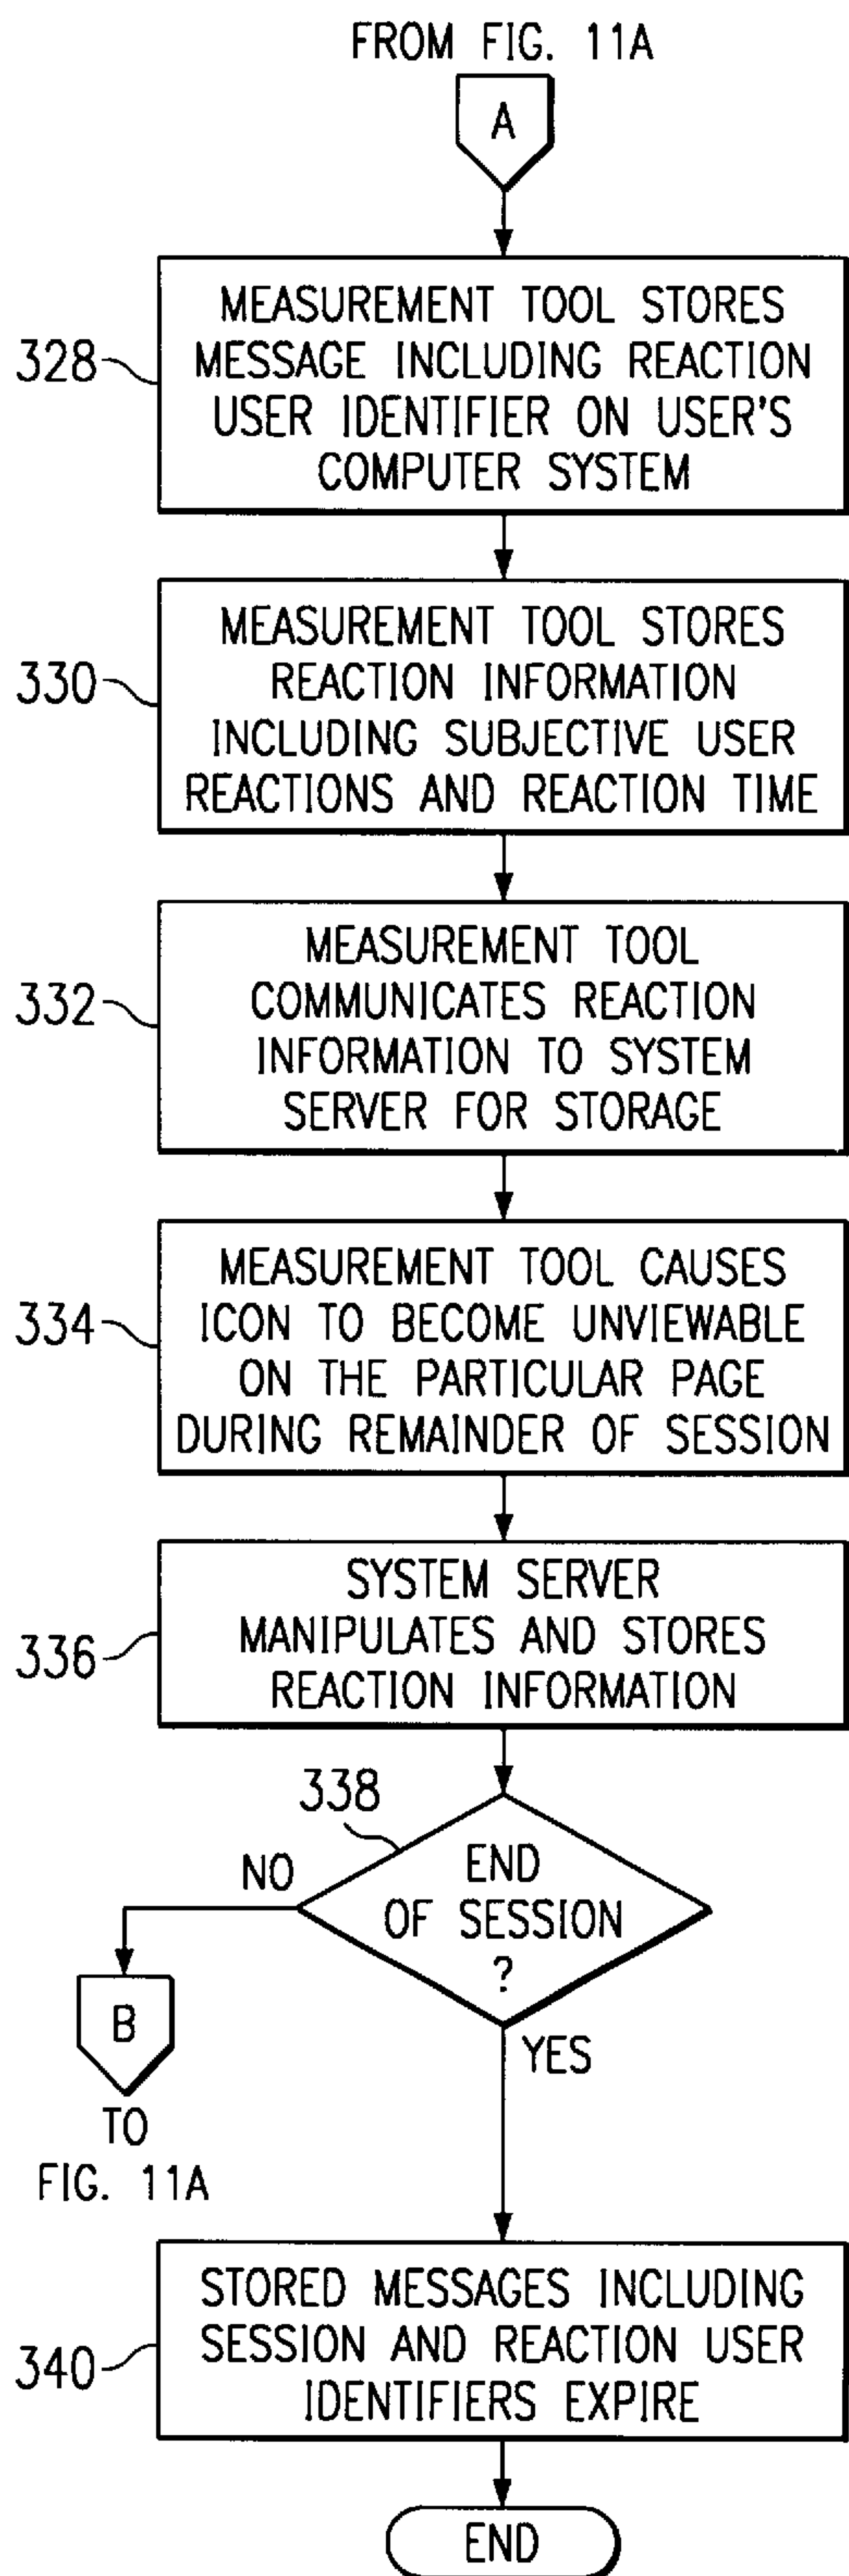 FROM FIG. 11A
A
328
MEASUREMENT TOOL STORES
MESSAGE INCLUDING REACTION
USER IDENTIFIER ON USER'S
COMPUTER SYSTEM
330
MEASUREMENT TOOL STORES
REACTION INFORMATION
INCLUDING SUBJECTIVE USER
REACTIONS AND REACTION TIME
332
MEASUREMENT TOOL
COMMUNICATES REACTION
INFORMATION TO SYSTEM
SERVER FOR STORAGE
334
MEASUREMENT TOOL CAUSES
ICON TO BECOME UNVIEWABLE
ON THE PARTICULAR PAGE
DURING REMAINDER OF SESSION
336
SYSTEM SERVER
MANIPULATES AND STORES
REACTION INFORMATION
338
END
OF SESSION
?
NO
B
TO
FIG. 11A
YES
340
STORED MESSAGES INCLUDING
SESSION AND REACTION USER
IDENTIFIERS EXPIRE
END